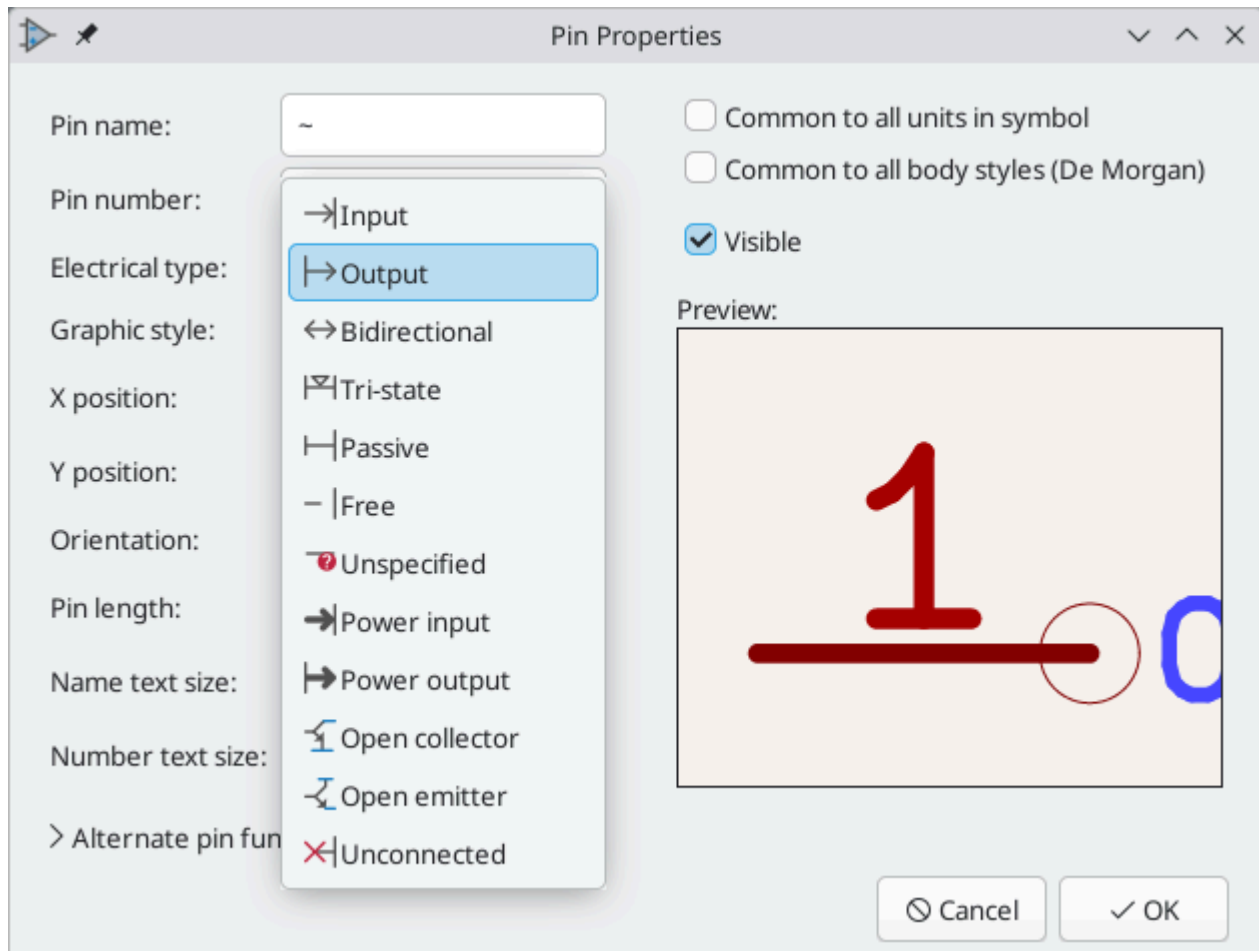 Pin Properties
Pin name:
~
Pin number:
Electrical type:
Graphic style:
X position:
Y position:
Orientation:
Pin length:
Name text size:
Number text size:
Alternate pin fun
Input
Output
Bidirectional
Tri-state
Passive
Free
Unspecified
Power input
Power output
Open collector
Open emitter
Unconnected
Common to all units in symbol
Common to all body styles (De Morgan)
Visible
Preview:
1
Cancel
OK